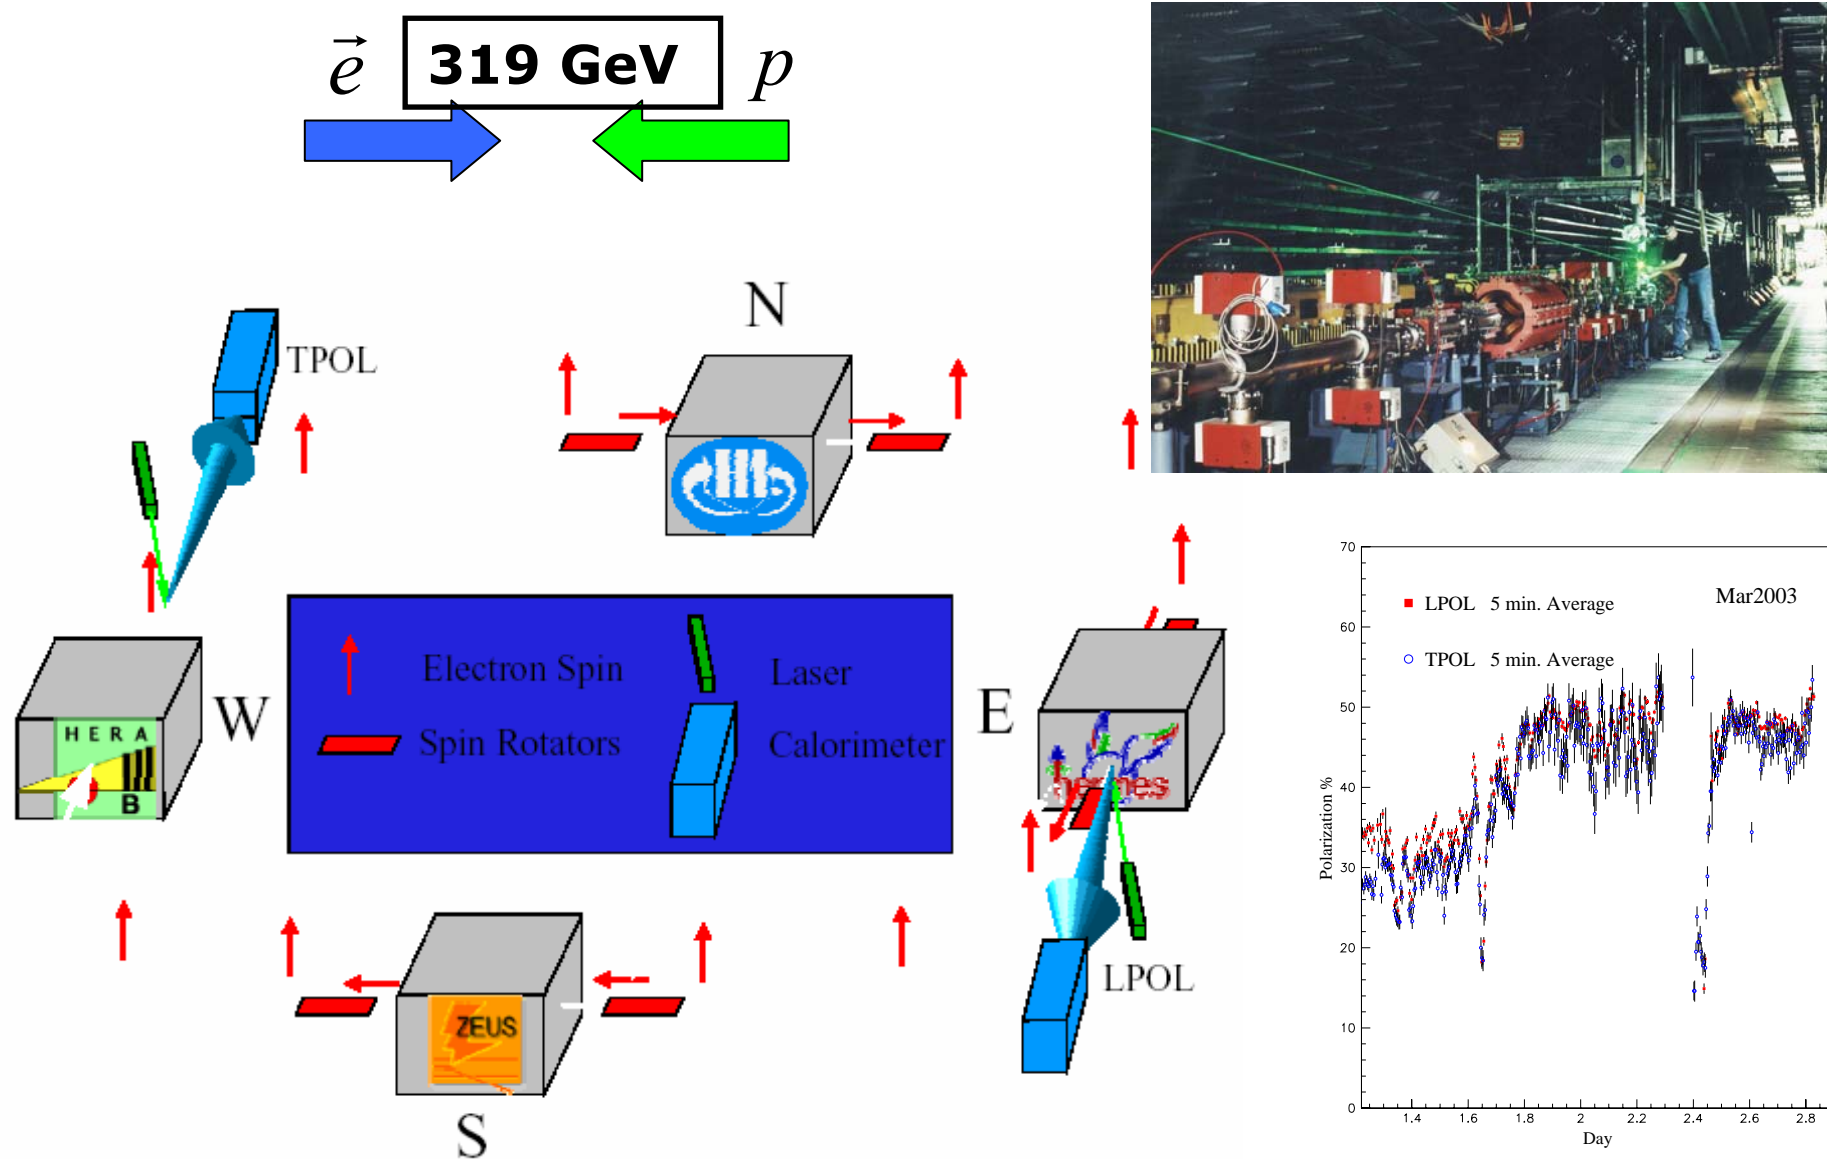 e 319 GeV p
N
TPOL
W
HERA
B
Electron Spin
Laser
Spin Rotators
Calorimeter
E
hermes
LPOL
ZEUS
S
70
60
50
40
30
20
10
0
Polarization %
LPOL 5 min. Average
Mar2003
TPOL 5 min. Average
1.4 1.6 1.8 2 2.2 2.4 2.6 2.8
Day